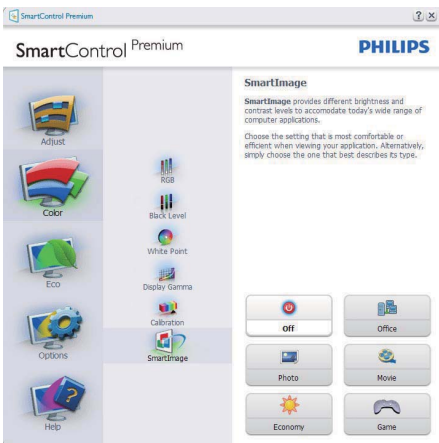 SmartControl Premium
? x
SmartControl Premium
PHILIPS
Adjust
Color
Eco
Options
Help
RGB
Black Level
White Point
Display Gamma
Calibration
SmartImage
SmartImage
SmartImage provides different brightness and
contrast levels to accomodate today's wide range of
computer applications.
Choose the setting that is most comfortable or
efficient when viewing your application. Alternatively,
simply choose the one that best describes its type.
Off
Office
Photo
Movie
Economy
Game